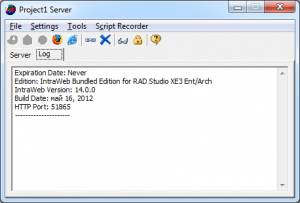 Project1 Server
File Settings Tools Script Recorder
Server Log
Expiration Date: Never
Edition: IntraWeb Bundled Edition for RAD Studio XE3 Ent/Arch
IntraWeb Version: 14.0.0
Build Date: май 16, 2012
HTTP Port: 51865
---------------------